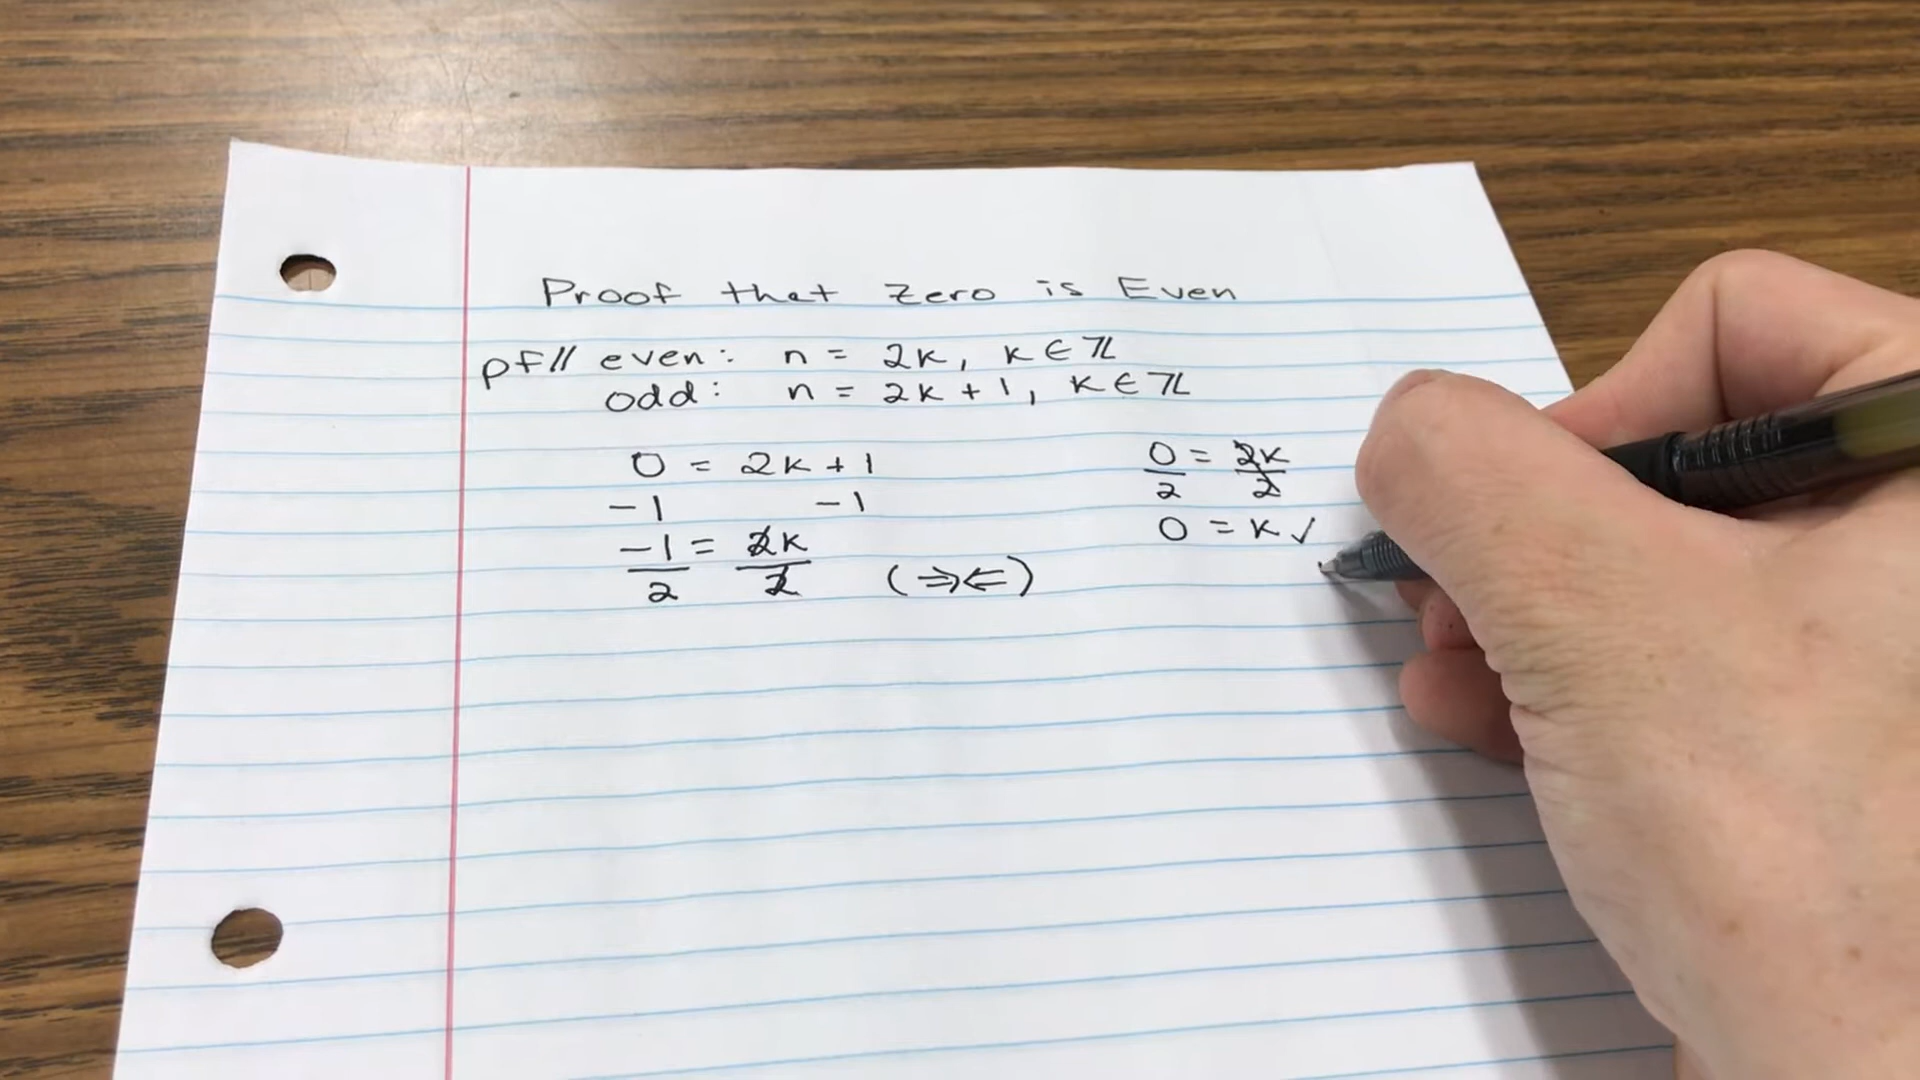 Proof that Zero is Even
pf// even: n = 2k, k ∈ ℤ
odd: n = 2k + 1, k ∈ ℤ
0 = 2k + 1
-1 -1
-1/2 = 2k/2 (⇒⇐)
0/2 = 2k/2
0 = k ✓